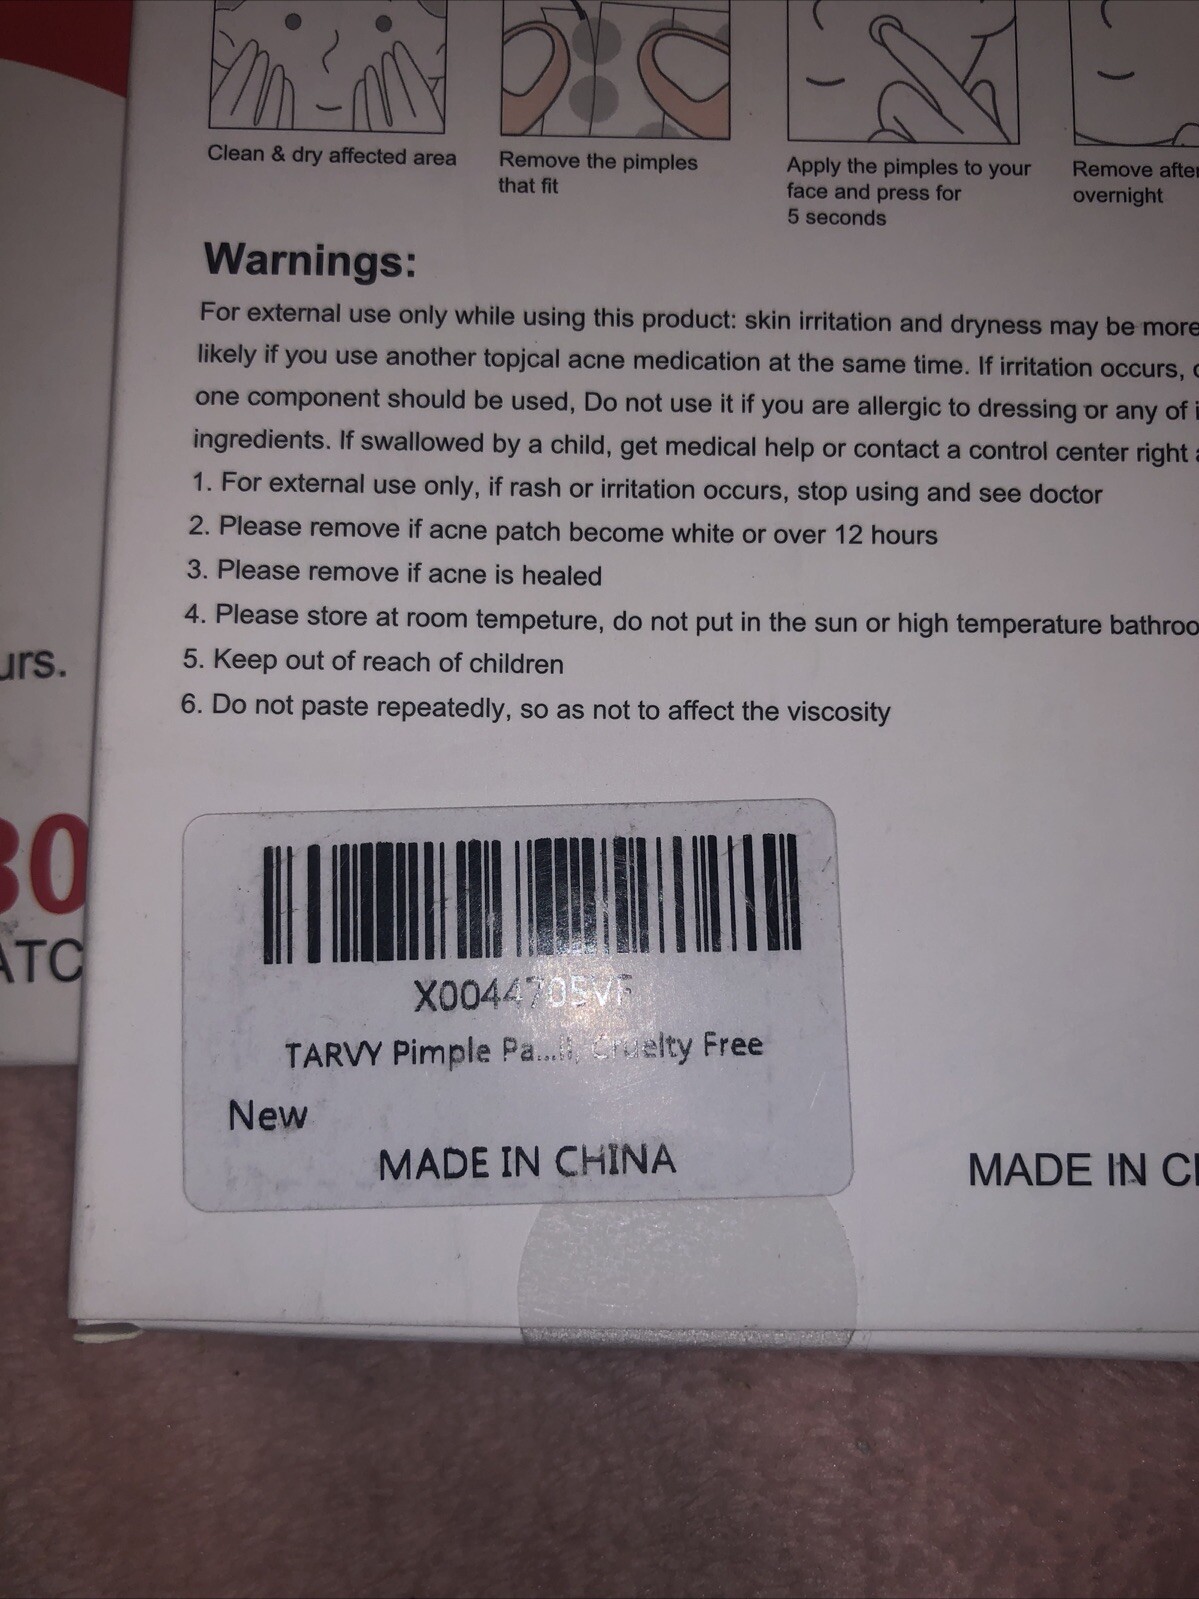 Clean & dry affected area
Remove the pimples
that fit
Apply the pimples to your
face and press for
5 seconds
Remove after
overnight
Warnings:
For external use only while using this product: skin irritation and dryness may be more
likely if you use another topjcal acne medication at the same time. If irritation occurs,
one component should be used, Do not use it if you are allergic to dressing or any of
ingredients. If swallowed by a child, get medical help or contact a control center right
1. For external use only, if rash or irritation occurs, stop using and see doctor
2. Please remove if acne patch become white or over 12 hours
3. Please remove if acne is healed
4. Please store at room tempeture, do not put in the sun or high temperature bathroo
5. Keep out of reach of children
6. Do not paste repeatedly, so as not to affect the viscosity
urs.
30
ATC
X0044705VF
TARVY Pimple Pa...ll, Cruelty Free
New
MADE IN CHINA
MADE IN C